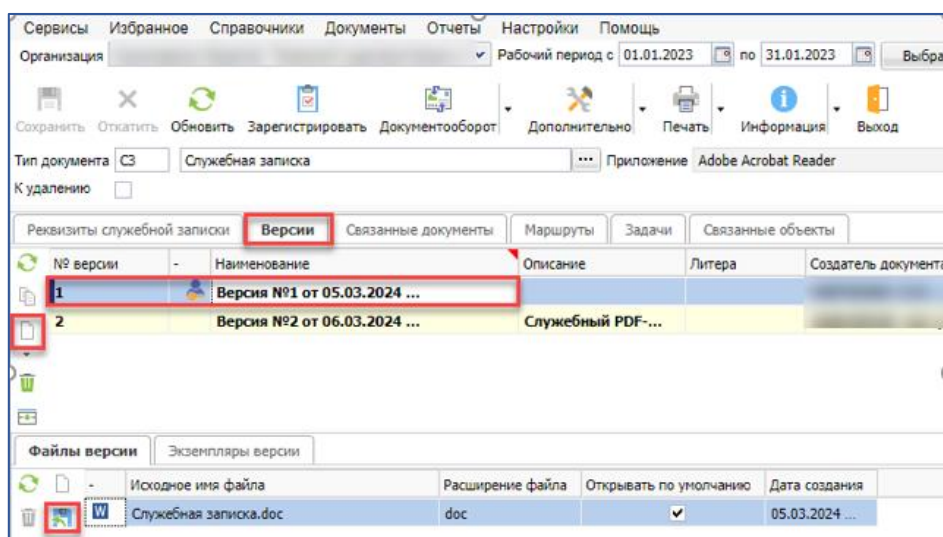 Сервисы Избранное Справочники Документы Отчеты Настройки Помощь
Организация Рабочий период с 01.01.2023 по 31.01.2023 Выбра
Сохранить Откатить Обновить Зарегистрировать Документооборот Дополнительно Печать Информация Выход
Тип документа СЗ Служебная записка ... Приложение Adobe Acrobat Reader
К удалению
Реквизиты служебной записки Версии Связанные документы Маршруты Задачи Связанные объекты
№ версии - Наименование Описание Литера Создатель документа
1 Версия №1 от 05.03.2024 ...
2 Версия №2 от 06.03.2024 ... Служебный PDF-...
Файлы версии Экземпляры версии
- Исходное имя файла Расширение файла Открывать по умолчанию Дата создания
W Служебная записка.doc doc 05.03.2024 ...